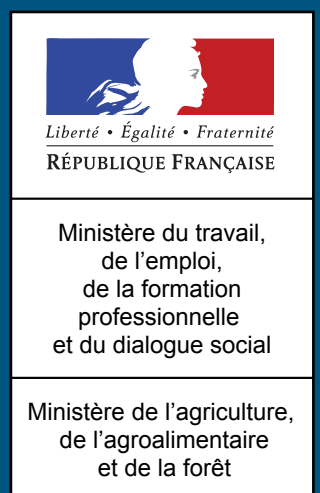 Liberté • Égalité • Fraternité
RÉPUBLIQUE FRANÇAISE
Ministère du travail,
de l’emploi,
de la formation
professionnelle
et du dialogue social
Ministère de l’agriculture,
de l’agroalimentaire
et de la forêt